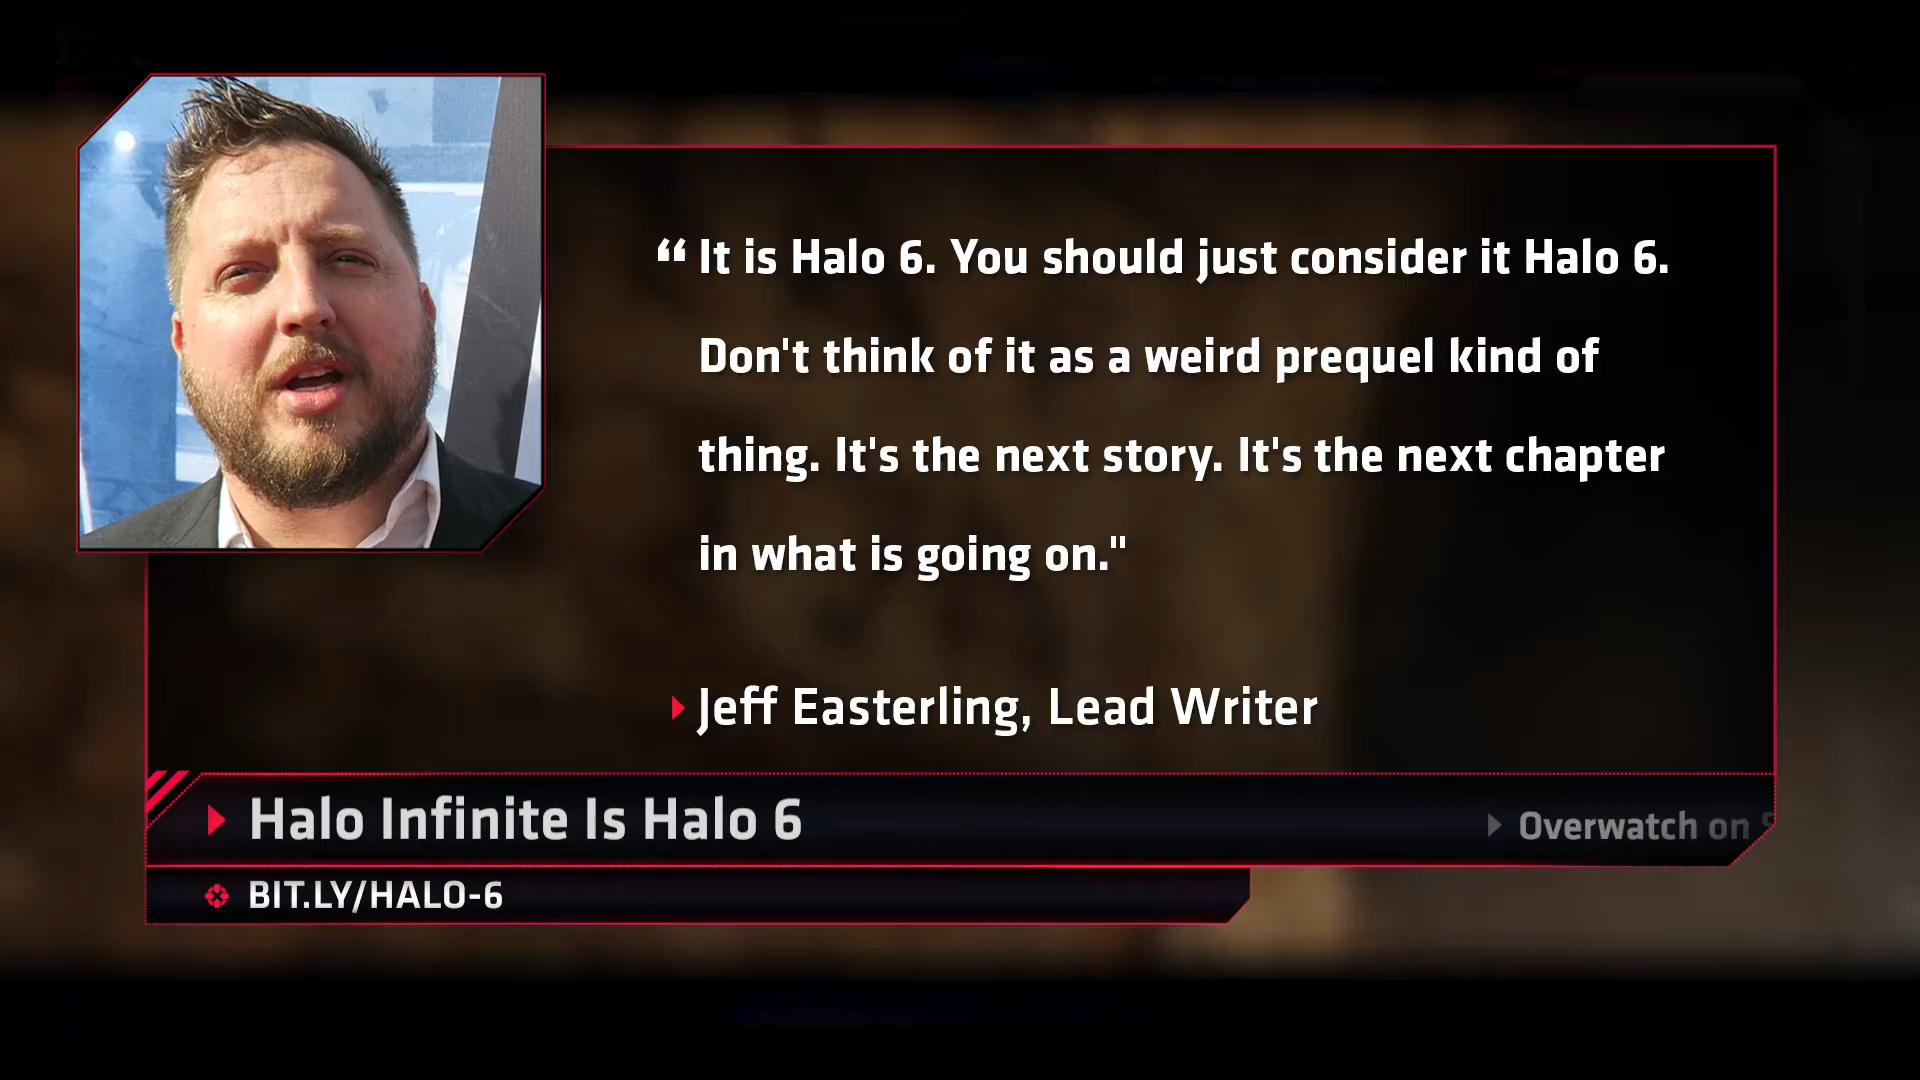 “It is Halo 6. You should just consider it Halo 6.
Don't think of it as a weird prequel kind of
thing. It's the next story. It's the next chapter
in what is going on."
Jeff Easterling, Lead Writer
Halo Infinite Is Halo 6
Overwatch on
BIT.LY/HALO-6